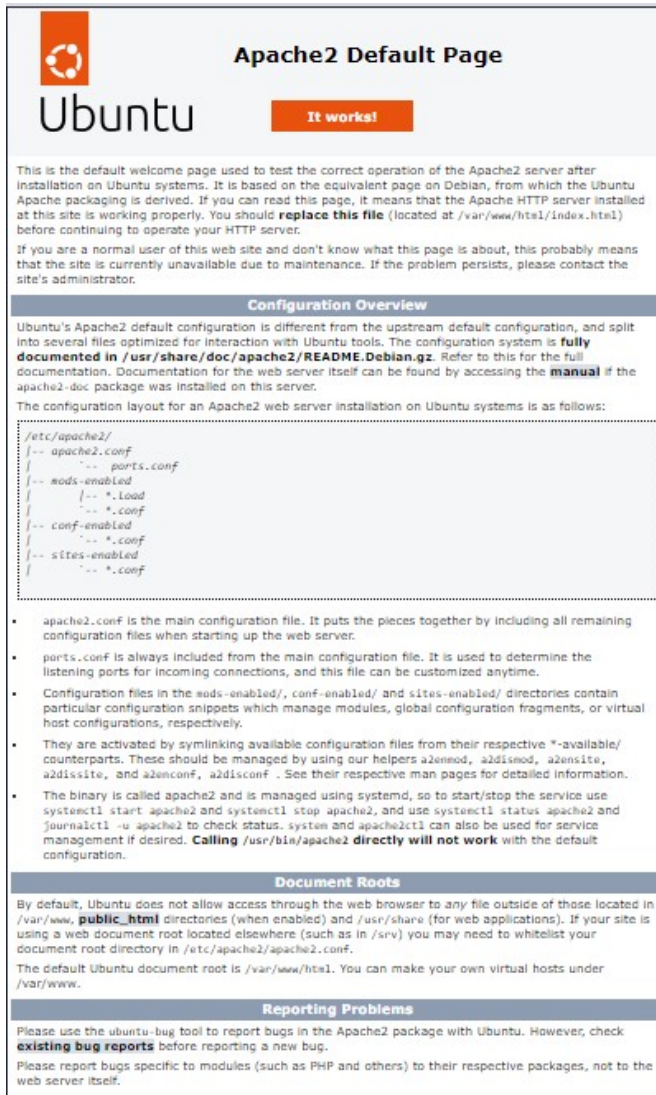 Apache2 Default Page
Ubuntu
It works!
This is the default welcome page used to test the correct operation of the Apache2 server after
installation on Ubuntu systems. It is based on the equivalent page on Debian, from which the Ubuntu
Apache packaging is derived. If you can read this page, it means that the Apache HTTP server installed
at this site is working properly. You should replace this file (located at /var/www/html/index.html)
before continuing to operate your HTTP server.
If you are a normal user of this web site and don't know what this page is about, this probably means
that the site is currently unavailable due to maintenance. If the problem persists, please contact the
site's administrator.
Configuration Overview
Ubuntu's Apache2 default configuration is different from the upstream default configuration, and split
into several files optimized for interaction with Ubuntu tools. The configuration system is fully
documented in /usr/share/doc/apache2/README.Debian.gz. Refer to this for the full
documentation. Documentation for the web server itself can be found by accessing the manual if the
apache2-doc package was installed on this server.
The configuration layout for an Apache2 web server installation on Ubuntu systems is as follows:
/etc/apache2/
|-- apache2.conf
|       `--  ports.conf
|-- mods-enabled
|       |-- *.load
|       `-- *.conf
|-- conf-enabled
|       `-- *.conf
|-- sites-enabled
|       `-- *.conf
▪ apache2.conf is the main configuration file. It puts the pieces together by including all remaining
configuration files when starting up the web server.
▪ ports.conf is always included from the main configuration file. It is used to determine the
listening ports for incoming connections, and this file can be customized anytime.
▪ Configuration files in the mods-enabled/, conf-enabled/ and sites-enabled/ directories contain
particular configuration snippets which manage modules, global configuration fragments, or virtual
host configurations, respectively.
▪ They are activated by symlinking available configuration files from their respective *-available/
counterparts. These should be managed by using our helpers a2enmod, a2dismod, a2ensite,
a2dissite, and a2enconf, a2disconf . See their respective man pages for detailed information.
▪ The binary is called apache2 and is managed using systemd, so to start/stop the service use
systemctl start apache2 and systemctl stop apache2, and use systemctl status apache2 and
journalctl -u apache2 to check status. system and apache2ctl can also be used for service
management if desired. Calling /usr/bin/apache2 directly will not work with the default
configuration.
Document Roots
By default, Ubuntu does not allow access through the web browser to any file outside of those located in
/var/www, public_html directories (when enabled) and /usr/share (for web applications). If your site is
using a web document root located elsewhere (such as in /srv) you may need to whitelist your
document root directory in /etc/apache2/apache2.conf.
The default Ubuntu document root is /var/www/html. You can make your own virtual hosts under
/var/www.
Reporting Problems
Please use the ubuntu-bug tool to report bugs in the Apache2 package with Ubuntu. However, check
existing bug reports before reporting a new bug.
Please report bugs specific to modules (such as PHP and others) to their respective packages, not to the
web server itself.